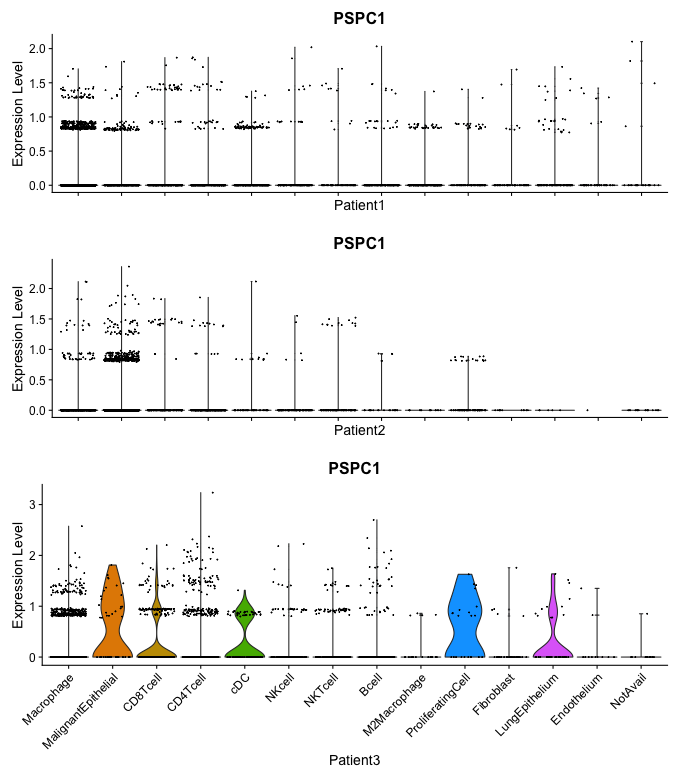 PSPC1
Expression Level
2.0
1.5
1.0
0.5
0.0
Patient1
PSPC1
Expression Level
2.0
1.5
1.0
0.5
0.0
Patient2
PSPC1
Expression Level
3
2
1
0
Macrophage
MalignantEpithelial
CD8Tcell
CD4Tcell
cDC
NKcell
NKTcell
Bcell
M2Macrophage
ProliferatingCell
Fibroblast
LungEpithelium
Endothelium
NotAvail
Patient3